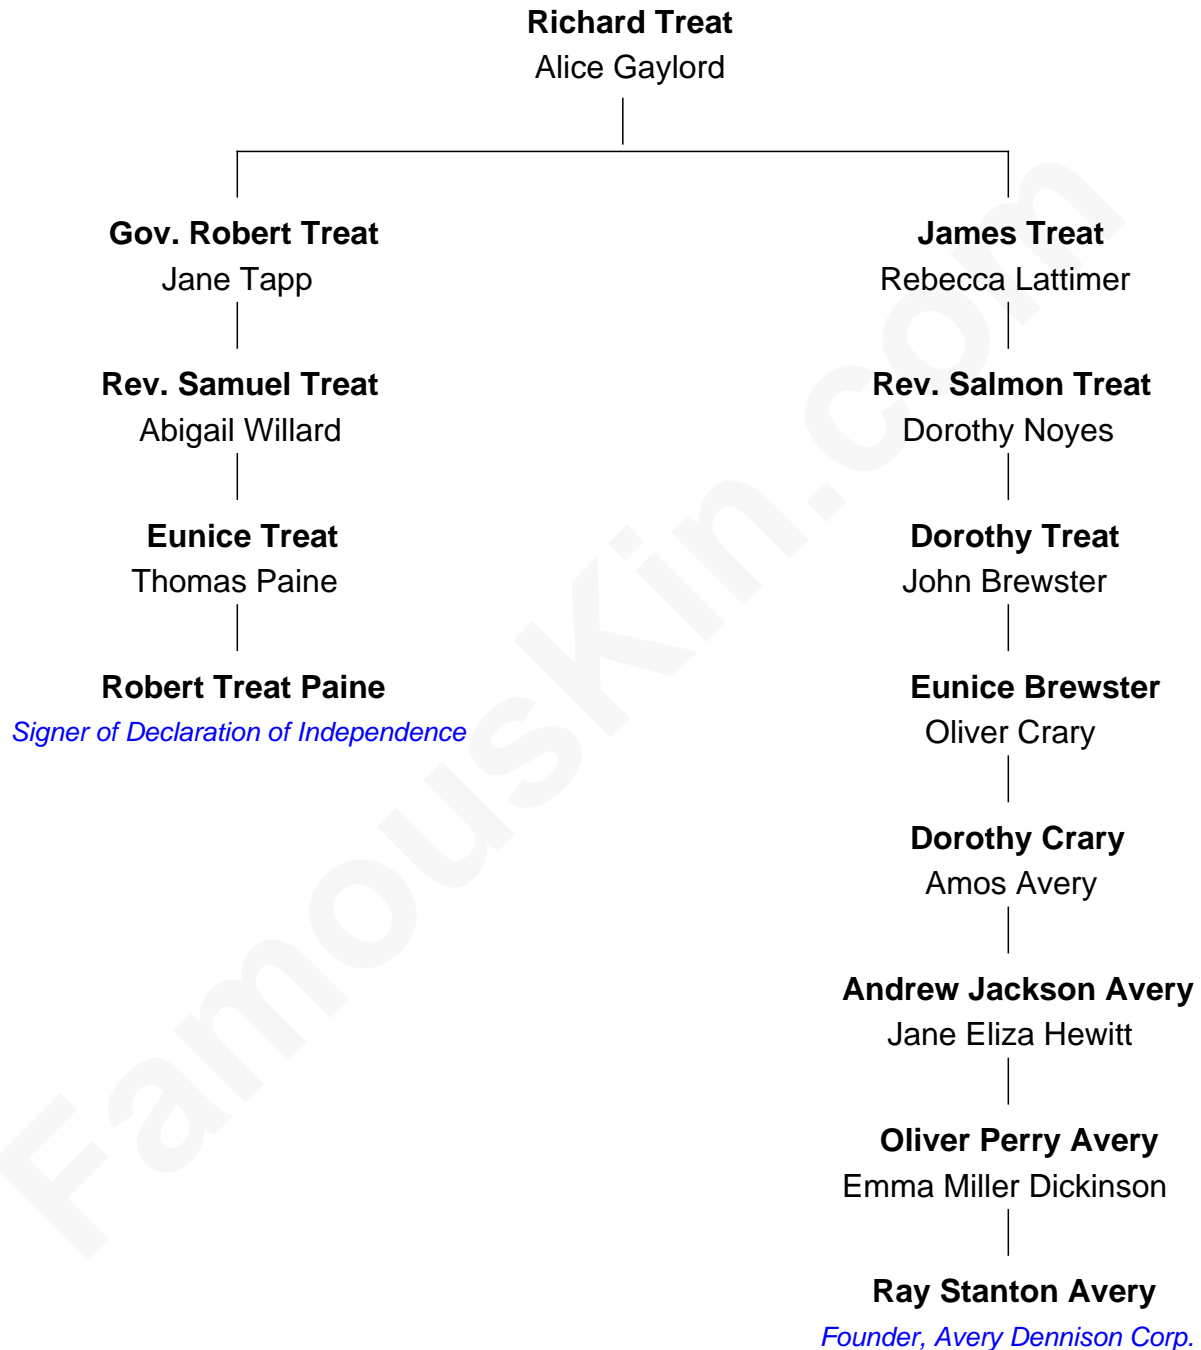 Richard Treat
Alice Gaylord
Gov. Robert Treat
Jane Tapp
Rev. Samuel Treat
Abigail Willard
Eunice Treat
Thomas Paine
Robert Treat Paine
Signer of Declaration of Independence
James Treat
Rebecca Lattimer
Rev. Salmon Treat
Dorothy Noyes
Dorothy Treat
John Brewster
Eunice Brewster
Oliver Crary
Dorothy Crary
Amos Avery
Andrew Jackson Avery
Jane Eliza Hewitt
Oliver Perry Avery
Emma Miller Dickinson
Ray Stanton Avery
Founder, Avery Dennison Corp.
FamousKin.com